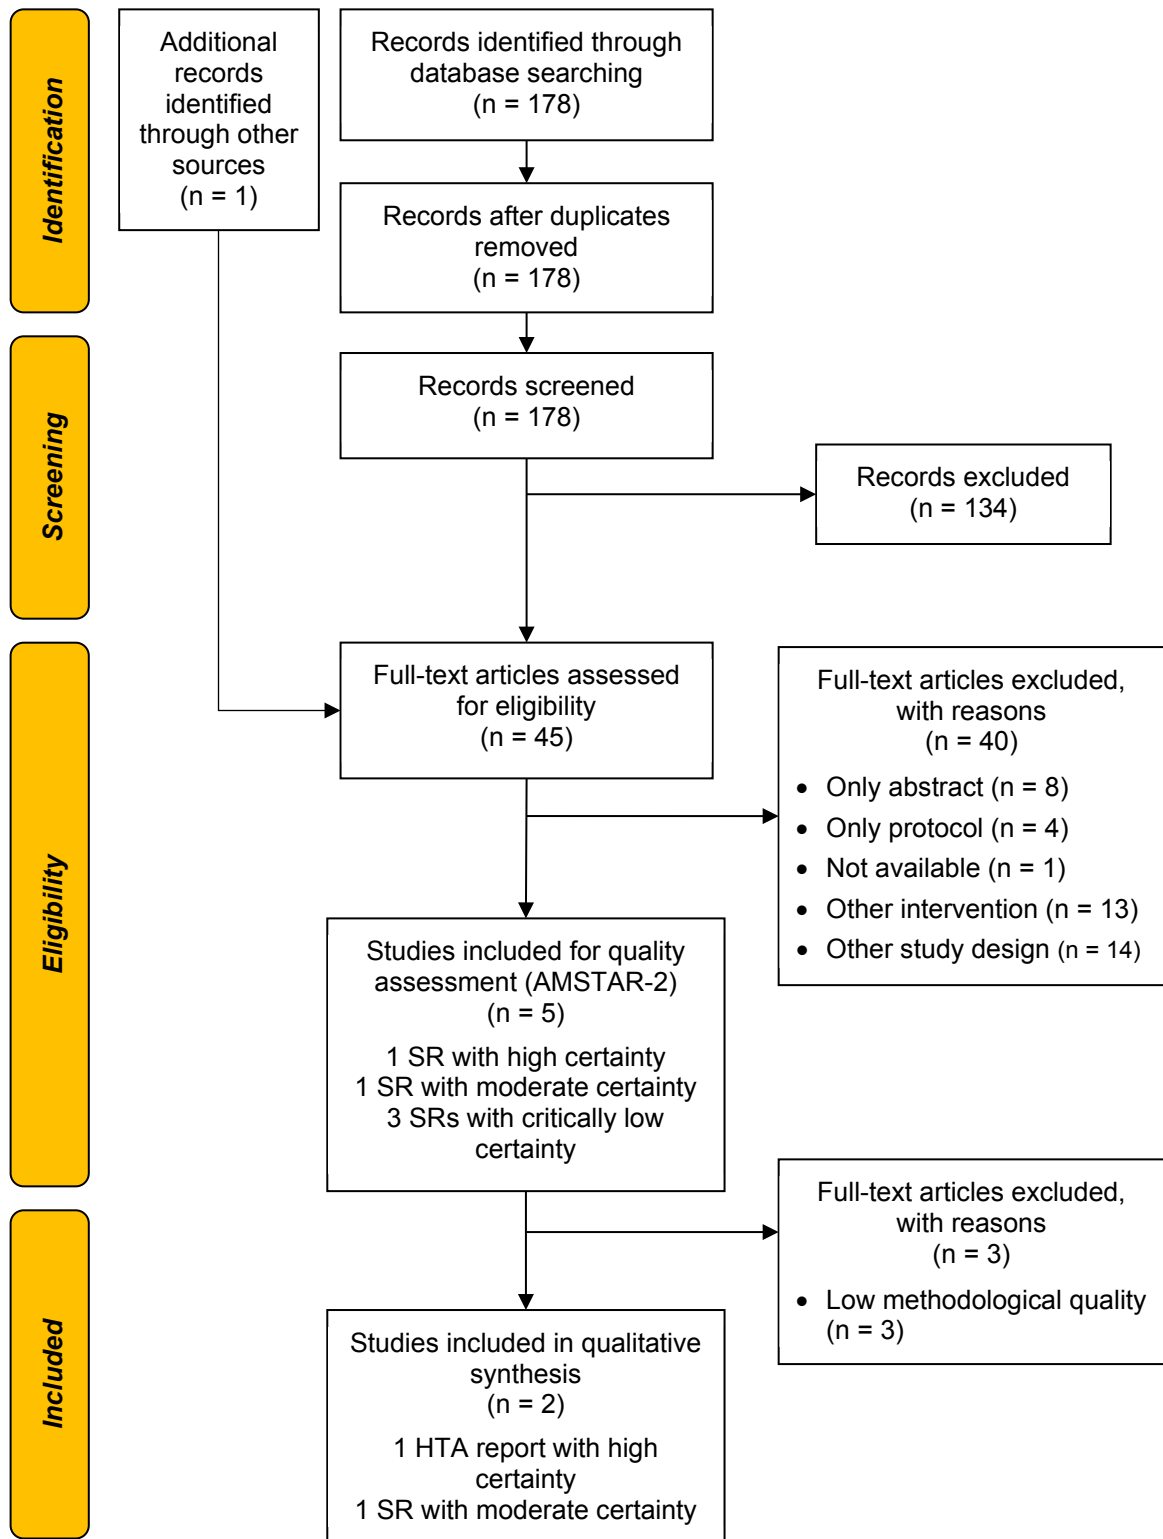 Identification
Additional
records
identified
through other
sources
(n = 1)
Records identified through
database searching
(n = 178)
Records after duplicates
removed
(n = 178)
Screening
Records screened
(n = 178)
Records excluded
(n = 134)
Eligibility
Full-text articles assessed
for eligibility
(n = 45)
Full-text articles excluded,
with reasons
(n = 40)
• Only abstract (n = 8)
• Only protocol (n = 4)
• Not available (n = 1)
• Other intervention (n = 13)
• Other study design (n = 14)
Studies included for quality
assessment (AMSTAR-2)
(n = 5)
1 SR with high certainty
1 SR with moderate certainty
3 SRs with critically low
certainty
Full-text articles excluded,
with reasons
(n = 3)
• Low methodological quality
(n = 3)
Included
Studies included in qualitative
synthesis
(n = 2)
1 HTA report with high
certainty
1 SR with moderate certainty